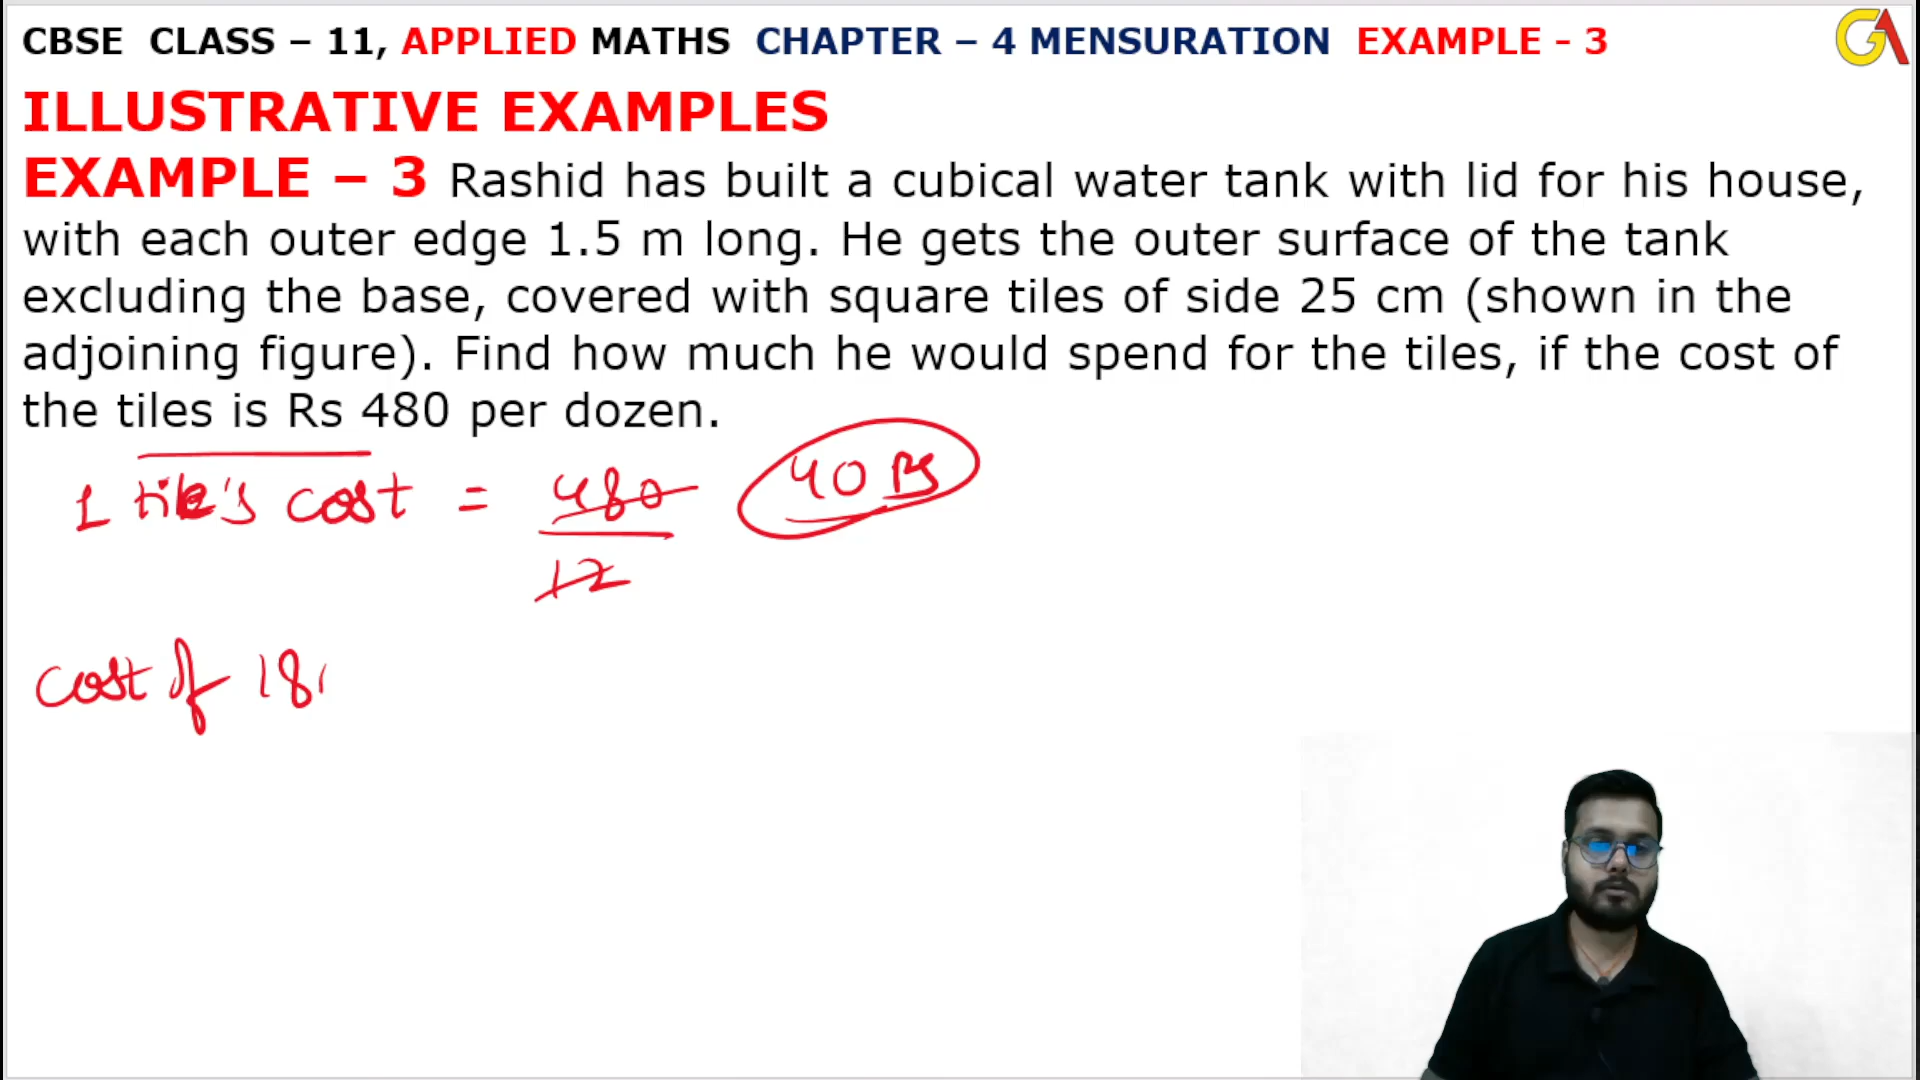 CBSE CLASS – 11, APPLIED MATHS CHAPTER – 4 MENSURATION EXAMPLE - 3
GA
ILLUSTRATIVE EXAMPLES
EXAMPLE – 3 Rashid has built a cubical water tank with lid for his house,
with each outer edge 1.5 m long. He gets the outer surface of the tank
excluding the base, covered with square tiles of side 25 cm (shown in the
adjoining figure). Find how much he would spend for the tiles, if the cost of
the tiles is Rs 480 per dozen.
1 tile's cost = 480 40 Rs
12
cost of 181